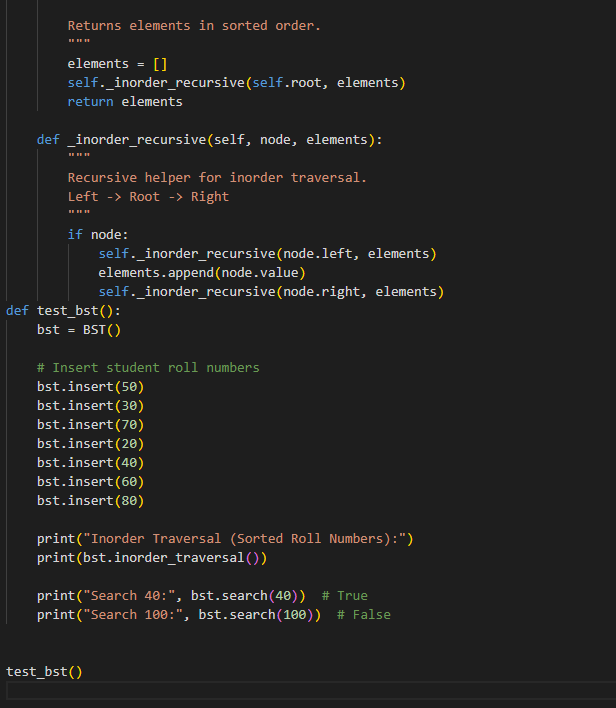 Returns elements in sorted order.
"""
elements = []
self._inorder_recursive(self.root, elements)
return elements
def _inorder_recursive(self, node, elements):
"""
Recursive helper for inorder traversal.
Left -> Root -> Right
"""
if node:
self._inorder_recursive(node.left, elements)
elements.append(node.value)
self._inorder_recursive(node.right, elements)
def test_bst():
bst = BST()
# Insert student roll numbers
bst.insert(50)
bst.insert(30)
bst.insert(70)
bst.insert(20)
bst.insert(40)
bst.insert(60)
bst.insert(80)
print("Inorder Traversal (Sorted Roll Numbers):")
print(bst.inorder_traversal())
print("Search 40:", bst.search(40))  # True
print("Search 100:", bst.search(100))  # False
test_bst()